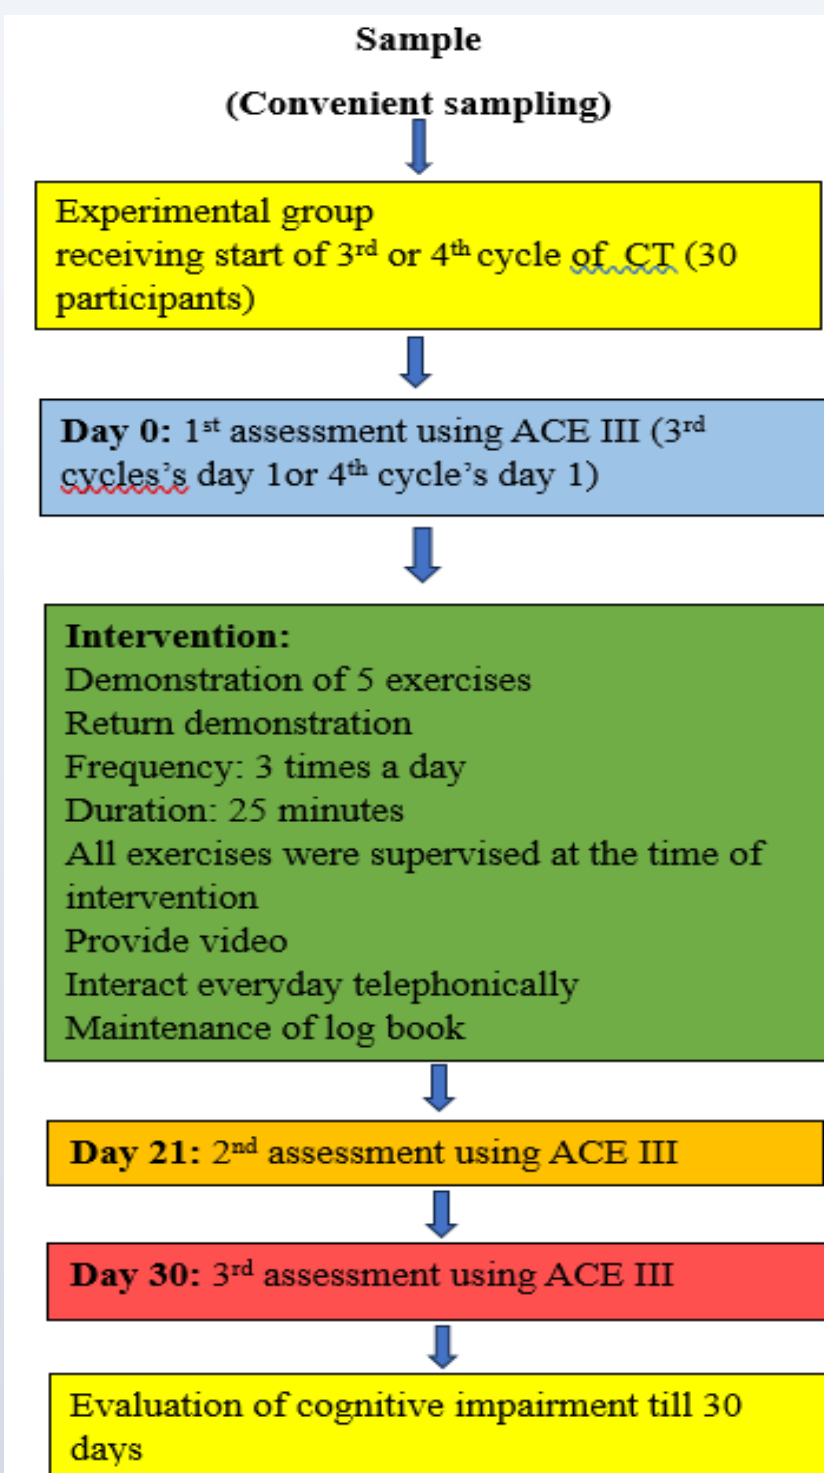 Sample
(Convenient sampling)
Experimental group
receiving start of 3rd or 4th cycle of CT (30
participants)
Day 0: 1st assessment using ACE III (3rd
cycles's day 1or 4th cycle's day 1)
Intervention:
Demonstration of 5 exercises
Return demonstration
Frequency: 3 times a day
Duration: 25 minutes
All exercises were supervised at the time of
intervention
Provide video
Interact everyday telephonically
Maintenance of log book
Day 21: 2nd assessment using ACE III
Day 30: 3rd assessment using ACE III
Evaluation of cognitive impairment till 30
days